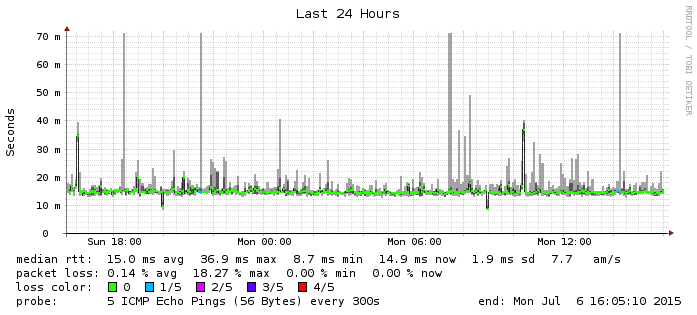 Last 24 Hours
RRDTOOL / TOBI OETIKER
Seconds
70 m
60 m
50 m
40 m
30 m
20 m
10 m
0
Sun 18:00 Mon 00:00 Mon 06:00 Mon 12:00
median rtt: 15.0 ms avg 36.9 ms max 8.7 ms min 14.9 ms now 1.9 ms sd 7.7 am/s
packet loss: 0.14 % avg 18.27 % max 0.00 % min 0.00 % now
loss color: 0 1/5 2/5 3/5 4/5
probe: 5 ICMP Echo Pings (56 Bytes) every 300s end: Mon Jul 6 16:05:10 2015